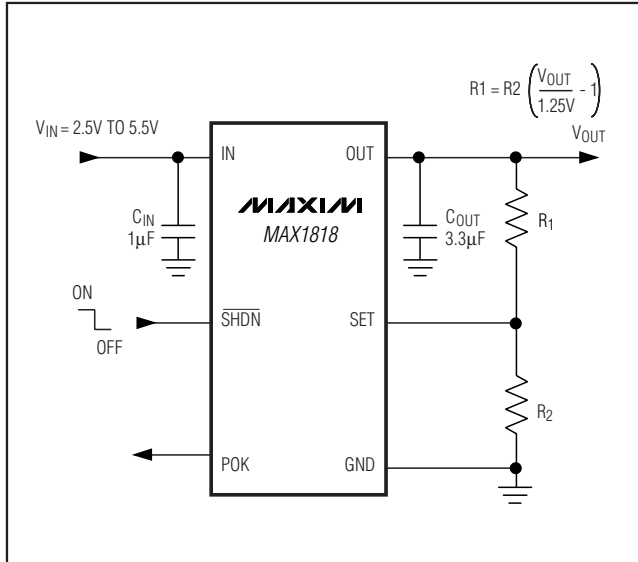 R1 = R2 (VOUT / 1.25V - 1)
VIN = 2.5V TO 5.5V
VOUT
IN
OUT
MAXIM
MAX1818
CIN
1μF
COUT
3.3μF
R1
ON
OFF
SHDN
SET
R2
POK
GND